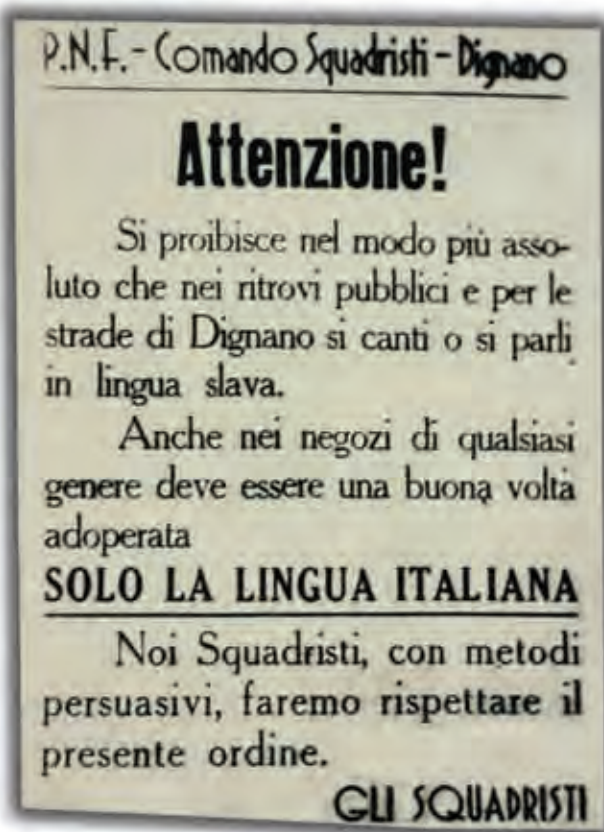 P.N.F. - Comando Squadristi - Dignano
Attenzione!
Si proibisce nel modo più asso-
luto che nei ritrovi pubblici e per le
strade di Dignano si canti o si parli
in lingua slava.
Anche nei negozi di qualsiasi
genere deve essere una buona volta
adoperata
SOLO LA LINGUA ITALIANA
Noi Squadristi, con metodi
persuasivi, faremo rispettare il
presente ordine.
GLI SQUADRISTI